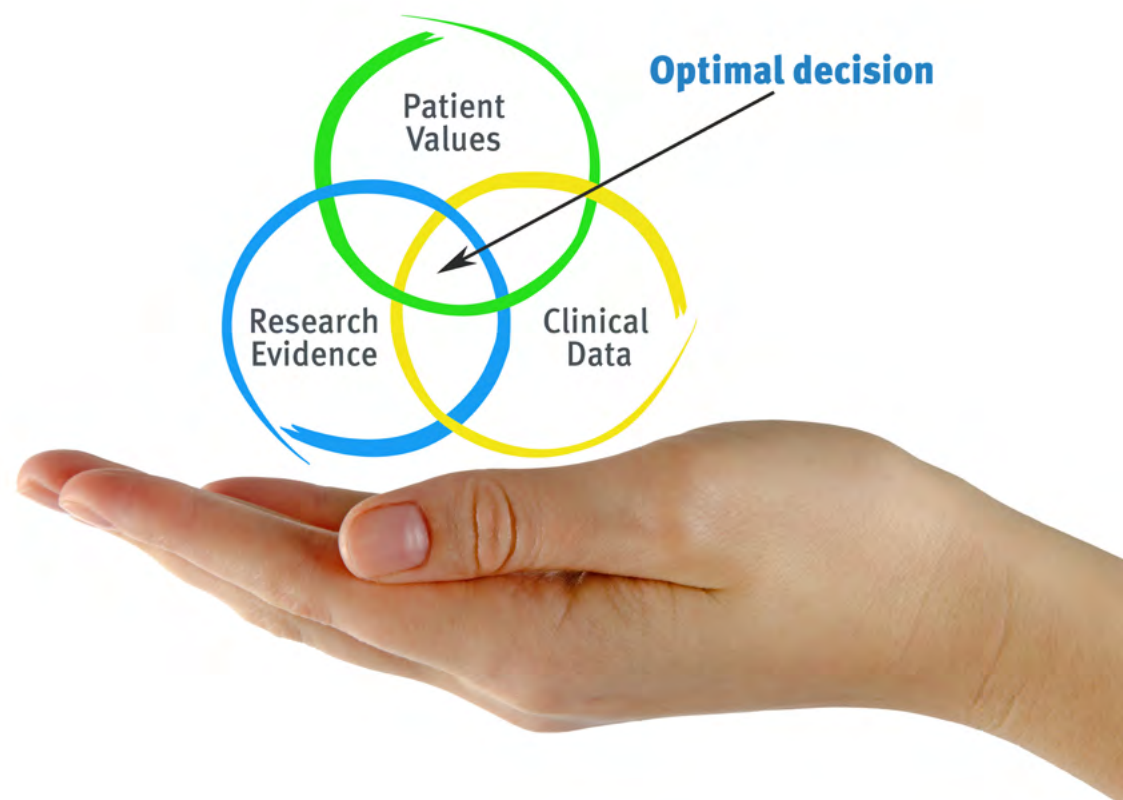 Optimal decision
Patient
Values
Research
Evidence
Clinical
Data